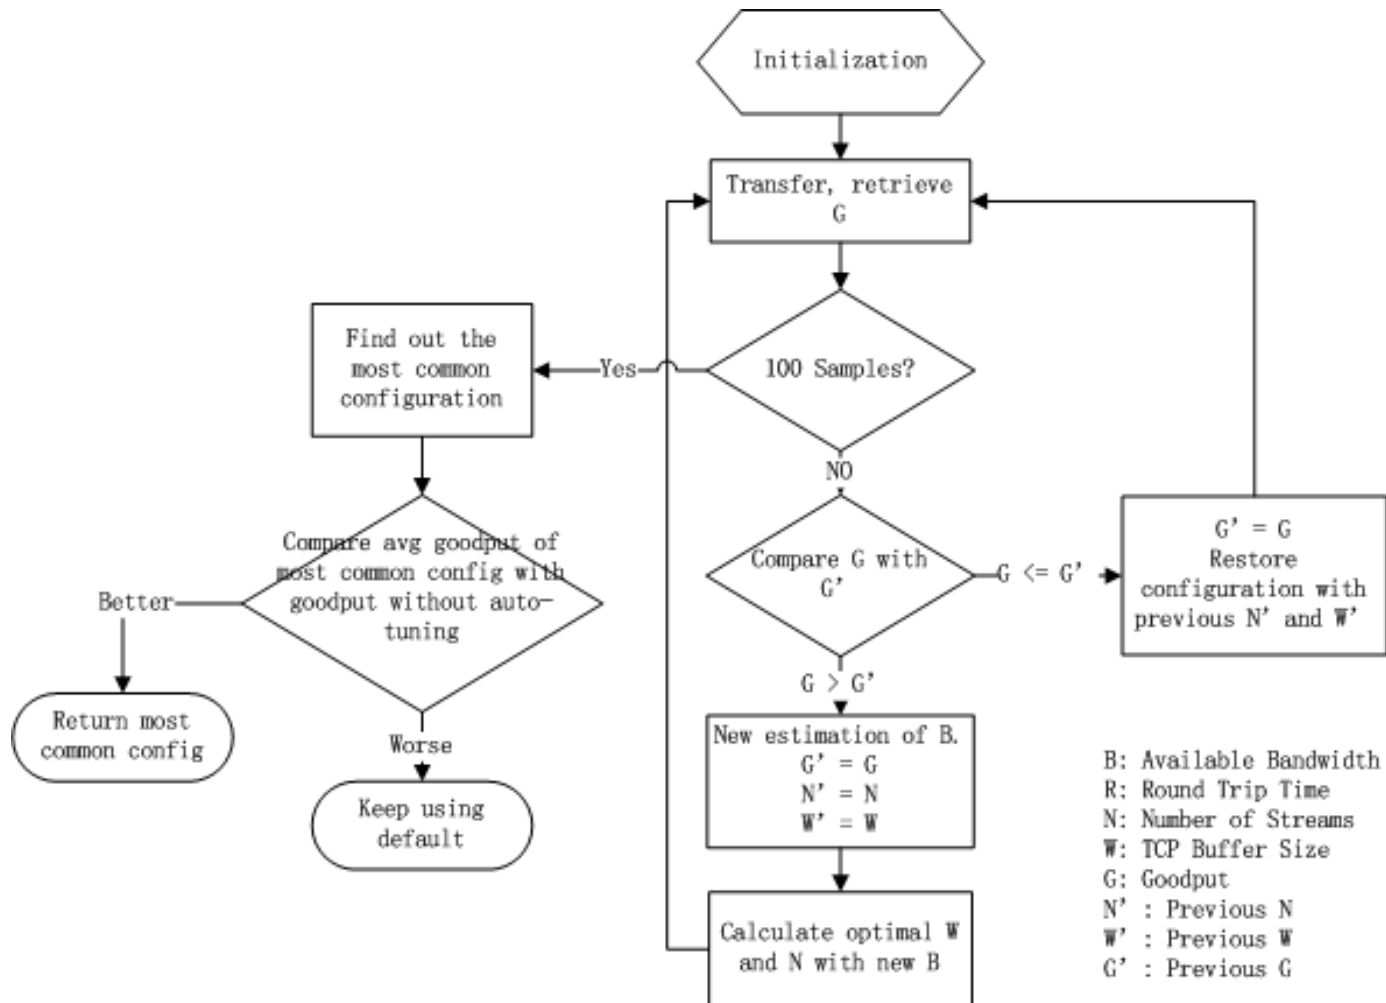 Initialization
Transfer, retrieve
G
100 Samples?
Yes
Find out the
most common
configuration
NO
Compare G with
G'
G <= G'
G' = G
Restore
configuration with
previous N' and W'
Compare avg goodput of
most common config with
goodput without auto-
tuning
Better
Return most
common config
Worse
Keep using
default
G > G'
New estimation of B.
G' = G
N' = N
W' = W
Calculate optimal W
and N with new B
B: Available Bandwidth
R: Round Trip Time
N: Number of Streams
W: TCP Buffer Size
G: Goodput
N' : Previous N
W' : Previous W
G' : Previous G